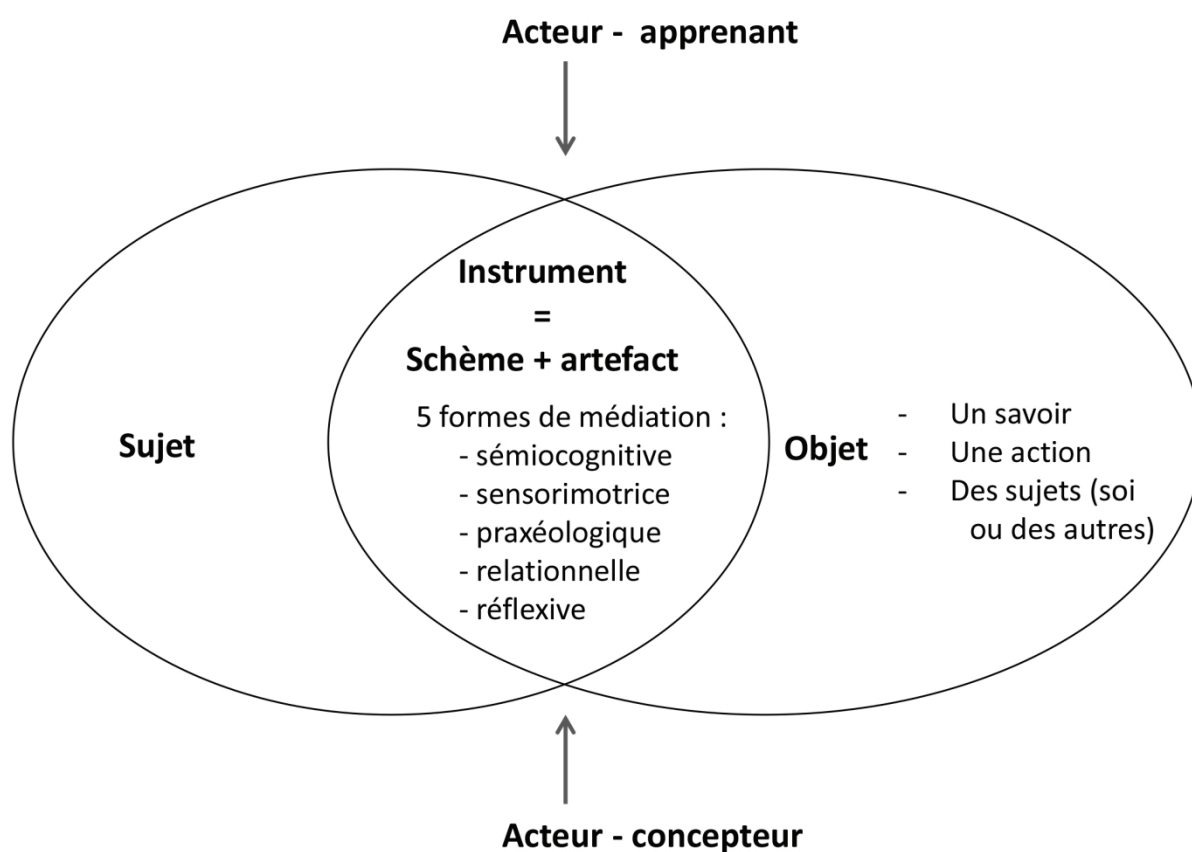 Acteur - apprenant
Instrument
=
Schème + artefact
5 formes de médiation :
- sémiocognitive
- sensorimotrice
- praxéologique
- relationnelle
- réflexive
Sujet
Objet
- Un savoir
- Une action
- Des sujets (soi
ou des autres)
Acteur - concepteur